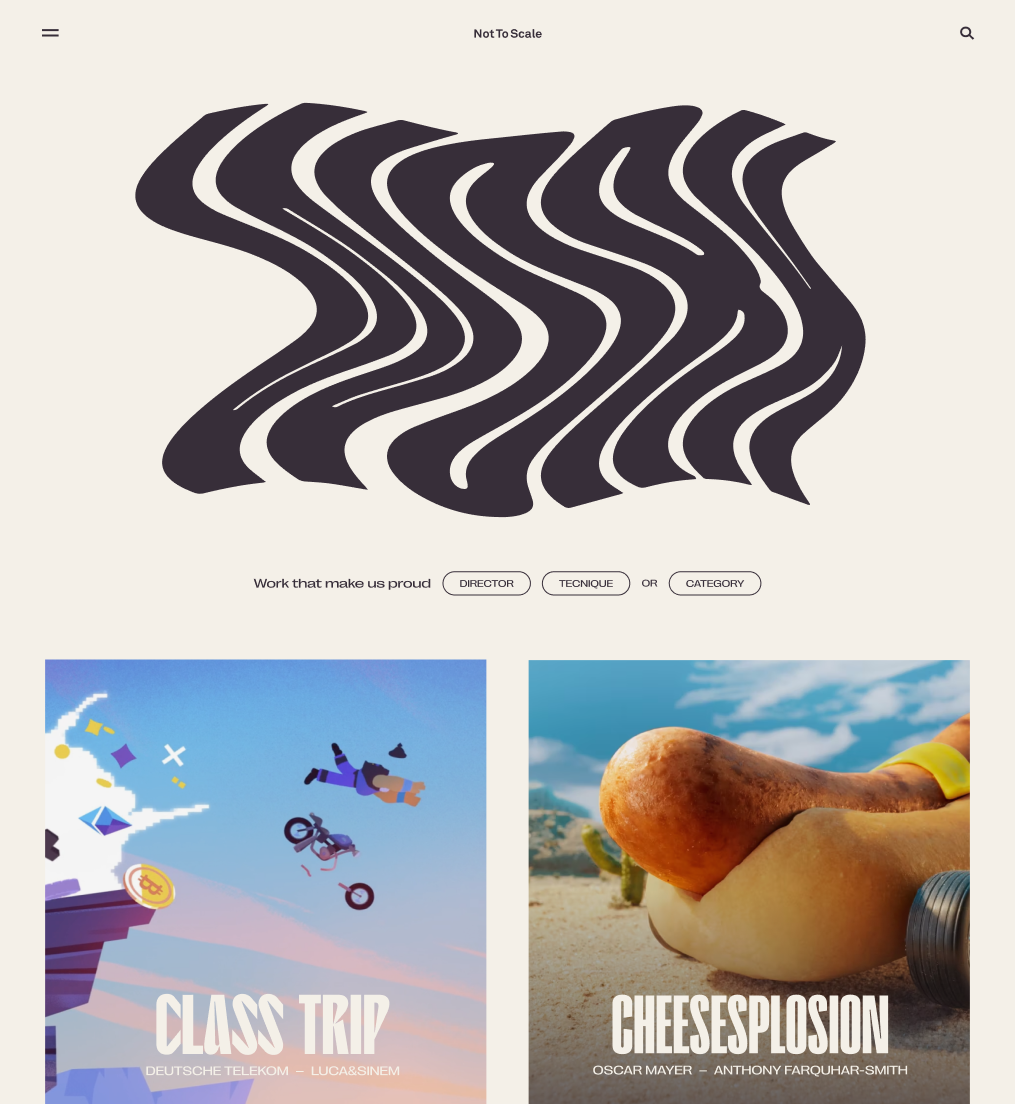 Not To Scale
Work that make us proud DIRECTOR TECNIQUE OR CATEGORY
CLASS TRIP
DEUTSCHE TELEKOM – LUCA&SINEM
CHEESESPLOSION
OSCAR MAYER – ANTHONY FARQUHAR-SMITH